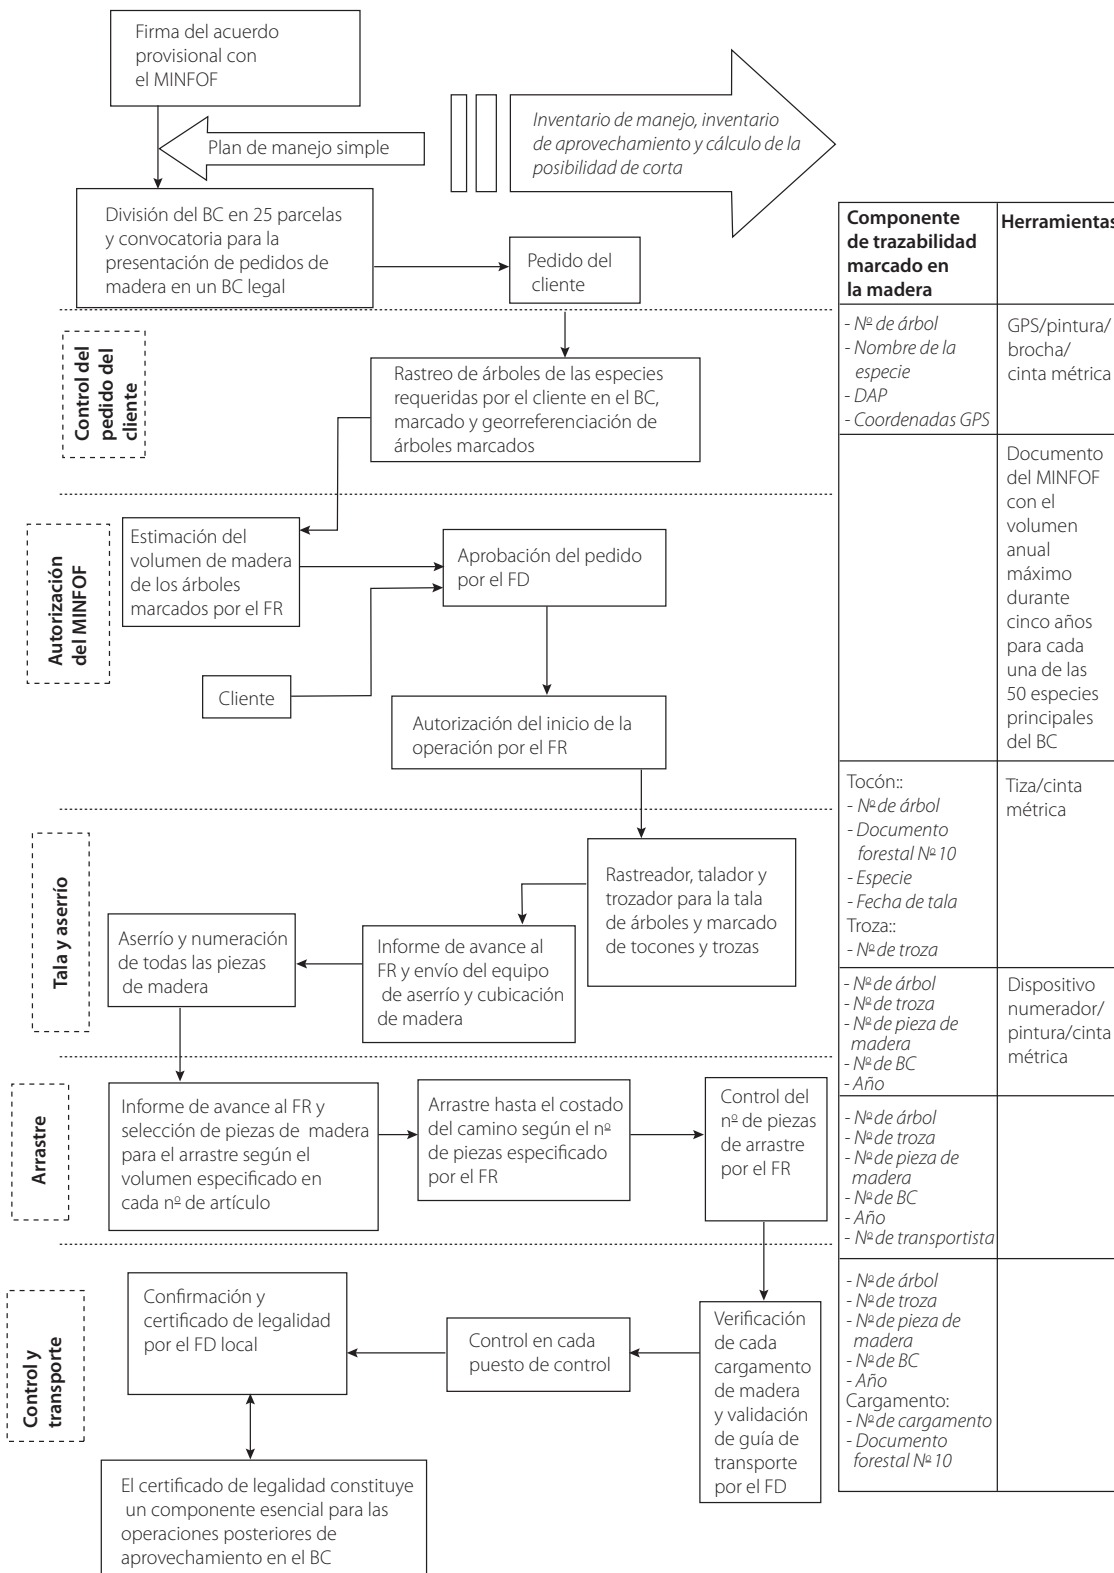 Firma del acuerdo
provisional con
el MINFOF
Plan de manejo simple
Inventario de manejo, inventario
de aprovechamiento y cálculo de la
posibilidad de corta
División del BC en 25 parcelas
y convocatoria para la
presentación de pedidos de
madera en un BC legal
Pedido del
cliente
Control del
pedido del
cliente
Rastreo de árboles de las especies
requeridas por el cliente en el BC,
marcado y georreferenciación de
árboles marcados
Autorización
del MINFOF
Estimación del
volumen de madera
de los árboles
marcados por el FR
Aprobación del pedido
por el FD
Cliente
Autorización del inicio de la
operación por el FR
Tala y aserrío
Rastreador, talador y
trozador para la tala
de árboles y marcado
de tocones y trozas
Informe de avance al
FR y envío del equipo
de aserrío y cubicación
de madera
Aserrío y numeración
de todas las piezas
de madera
Arrastre
Informe de avance al FR y
selección de piezas de madera
para el arrastre según el
volumen especificado en
cada nº de artículo
Arrastre hasta el costado
del camino según el nº
de piezas especificado
por el FR
Control del
nº de piezas
de arrastre
por el FR
Control y
transporte
Verificación
de cada
cargamento
de madera
y validación
de guía de
transporte
por el FD
Control en cada
puesto de control
Confirmación y
certificado de legalidad
por el FD local
El certificado de legalidad constituye
un componente esencial para las
operaciones posteriores de
aprovechamiento en el BC
Componente
de trazabilidad
marcado en
la madera
Herramientas
- Nº de árbol
- Nombre de la
especie
- DAP
- Coordenadas GPS
GPS/pintura/
brocha/
cinta métrica
Documento
del MINFOF
con el
volumen
anual
máximo
durante
cinco años
para cada
una de las
50 especies
principales
del BC
Tocón::
- Nº de árbol
- Documento
forestal Nº 10
- Especie
- Fecha de tala
Troza::
- Nº de troza
Tiza/cinta
métrica
- Nº de árbol
- Nº de troza
- Nº de pieza de
madera
- Nº de BC
- Año
Dispositivo
numerador/
pintura/cinta
métrica
- Nº de árbol
- Nº de troza
- Nº de pieza de
madera
- Nº de BC
- Año
- Nº de transportista
- Nº de árbol
- Nº de troza
- Nº de pieza de
madera
- Nº de BC
- Año
Cargamento:
- Nº de cargamento
- Documento
forestal Nº 10